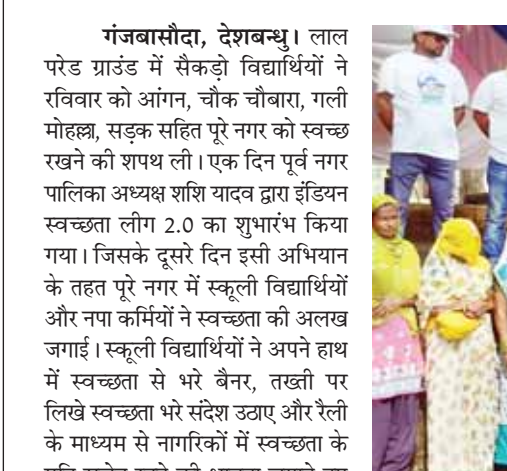 गंजबासौदा, देशबन्धु। लाल
परेड ग्राउंड में सैकड़ो विद्यार्थियों ने
रविवार को आंगन, चौक चौबारा, गली
मोहल्ला, सड़क सहित पूरे नगर को स्वच्छ
रखने की शपथ ली। एक दिन पूर्व नगर
पालिका अध्यक्ष शशि यादव द्वारा इंडियन
स्वच्छता लीग 2.0 का शुभारंभ किया
गया। जिसके दूसरे दिन इसी अभियान
के तहत पूरे नगर में स्कूली विद्यार्थियों
और नपा कर्मियों ने स्वच्छता की अलख
जगाई। स्कूली विद्यार्थियों ने अपने हाथ
में स्वच्छता से भरे बैनर, तख्ती पर
लिखे स्वच्छता भरे संदेश उठाए और रैली
के माध्यम से नागरिकों में स्वच्छता के